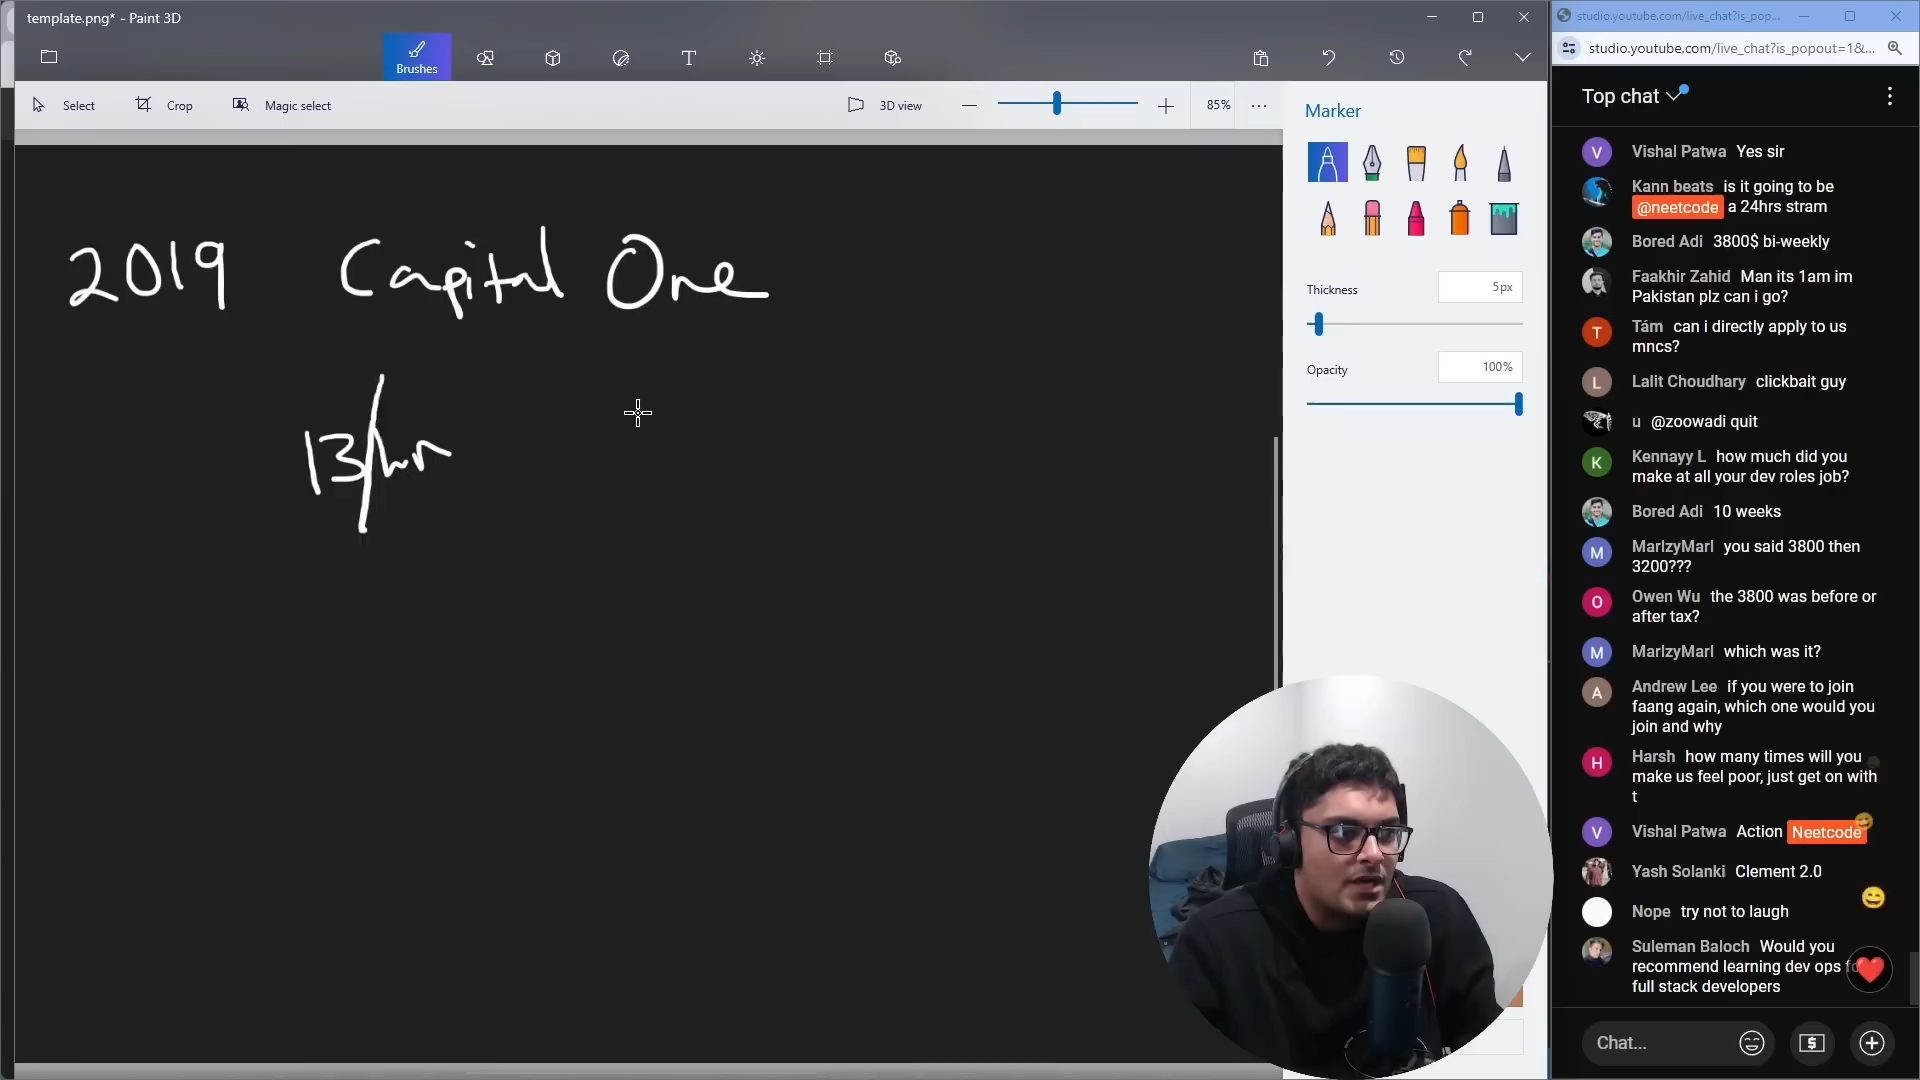 template.png* - Paint 3D
Brushes
Select
Crop
Magic select
3D view
85%
Marker
Thickness
5px
Opacity
100%
2019 Capital One
13/hr
studio.youtube.com/live_chat?is_pop...
studio.youtube.com/live_chat?is_popout=1&...
Top chat
V Vishal Patwa Yes sir
Kann beats is it going to be
@neetcode a 24hrs stram
Bored Adi 3800$ bi-weekly
Faakhir Zahid Man its 1am im
Pakistan plz can i go?
T Tám can i directly apply to us
mncs?
L Lalit Choudhary clickbait guy
u @zoowadi quit
K Kennayy L how much did you
make at all your dev roles job?
Bored Adi 10 weeks
M MarlzyMarl you said 3800 then
3200???
O Owen Wu the 3800 was before or
after tax?
M MarlzyMarl which was it?
A Andrew Lee if you were to join
faang again, which one would you
join and why
H Harsh how many times will you
make us feel poor, just get on with
t
V Vishal Patwa Action Neetcode
Yash Solanki Clement 2.0
Nope try not to laugh
Suleman Baloch Would you
recommend learning dev ops
full stack developers
Chat...